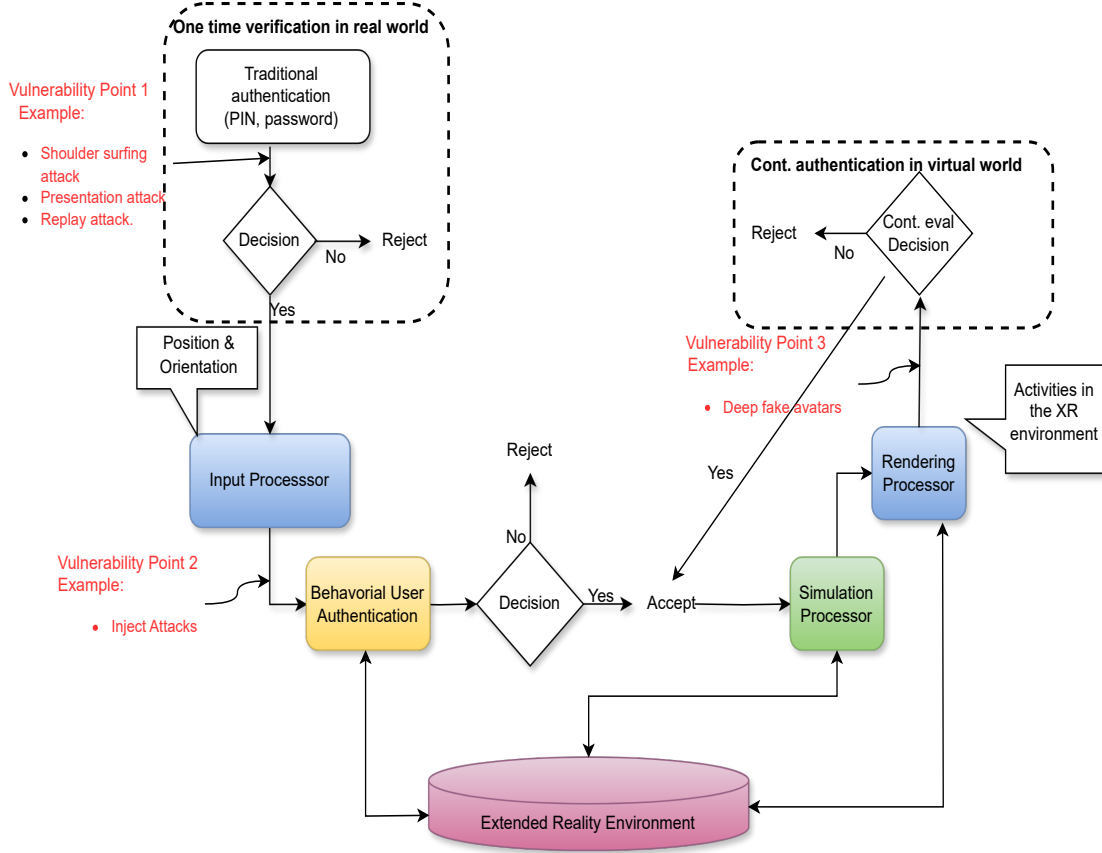 One time verification in real world
Traditional
authentication
(PIN, password)
Vulnerability Point 1
Example:
• Shoulder surfing
attack
• Presentation attack
• Replay attack.
Decision
No
Reject
Yes
Position &
Orientation
Input Processsor
Vulnerability Point 2
Example:
• Inject Attacks
Behavorial User
Authentication
Decision
No
Reject
Yes
Accept
Cont. authentication in virtual world
Cont. eval
Decision
No
Reject
Yes
Vulnerability Point 3
Example:
• Deep fake avatars
Activities in
the XR
environment
Rendering
Processor
Simulation
Processor
Extended Reality Environment